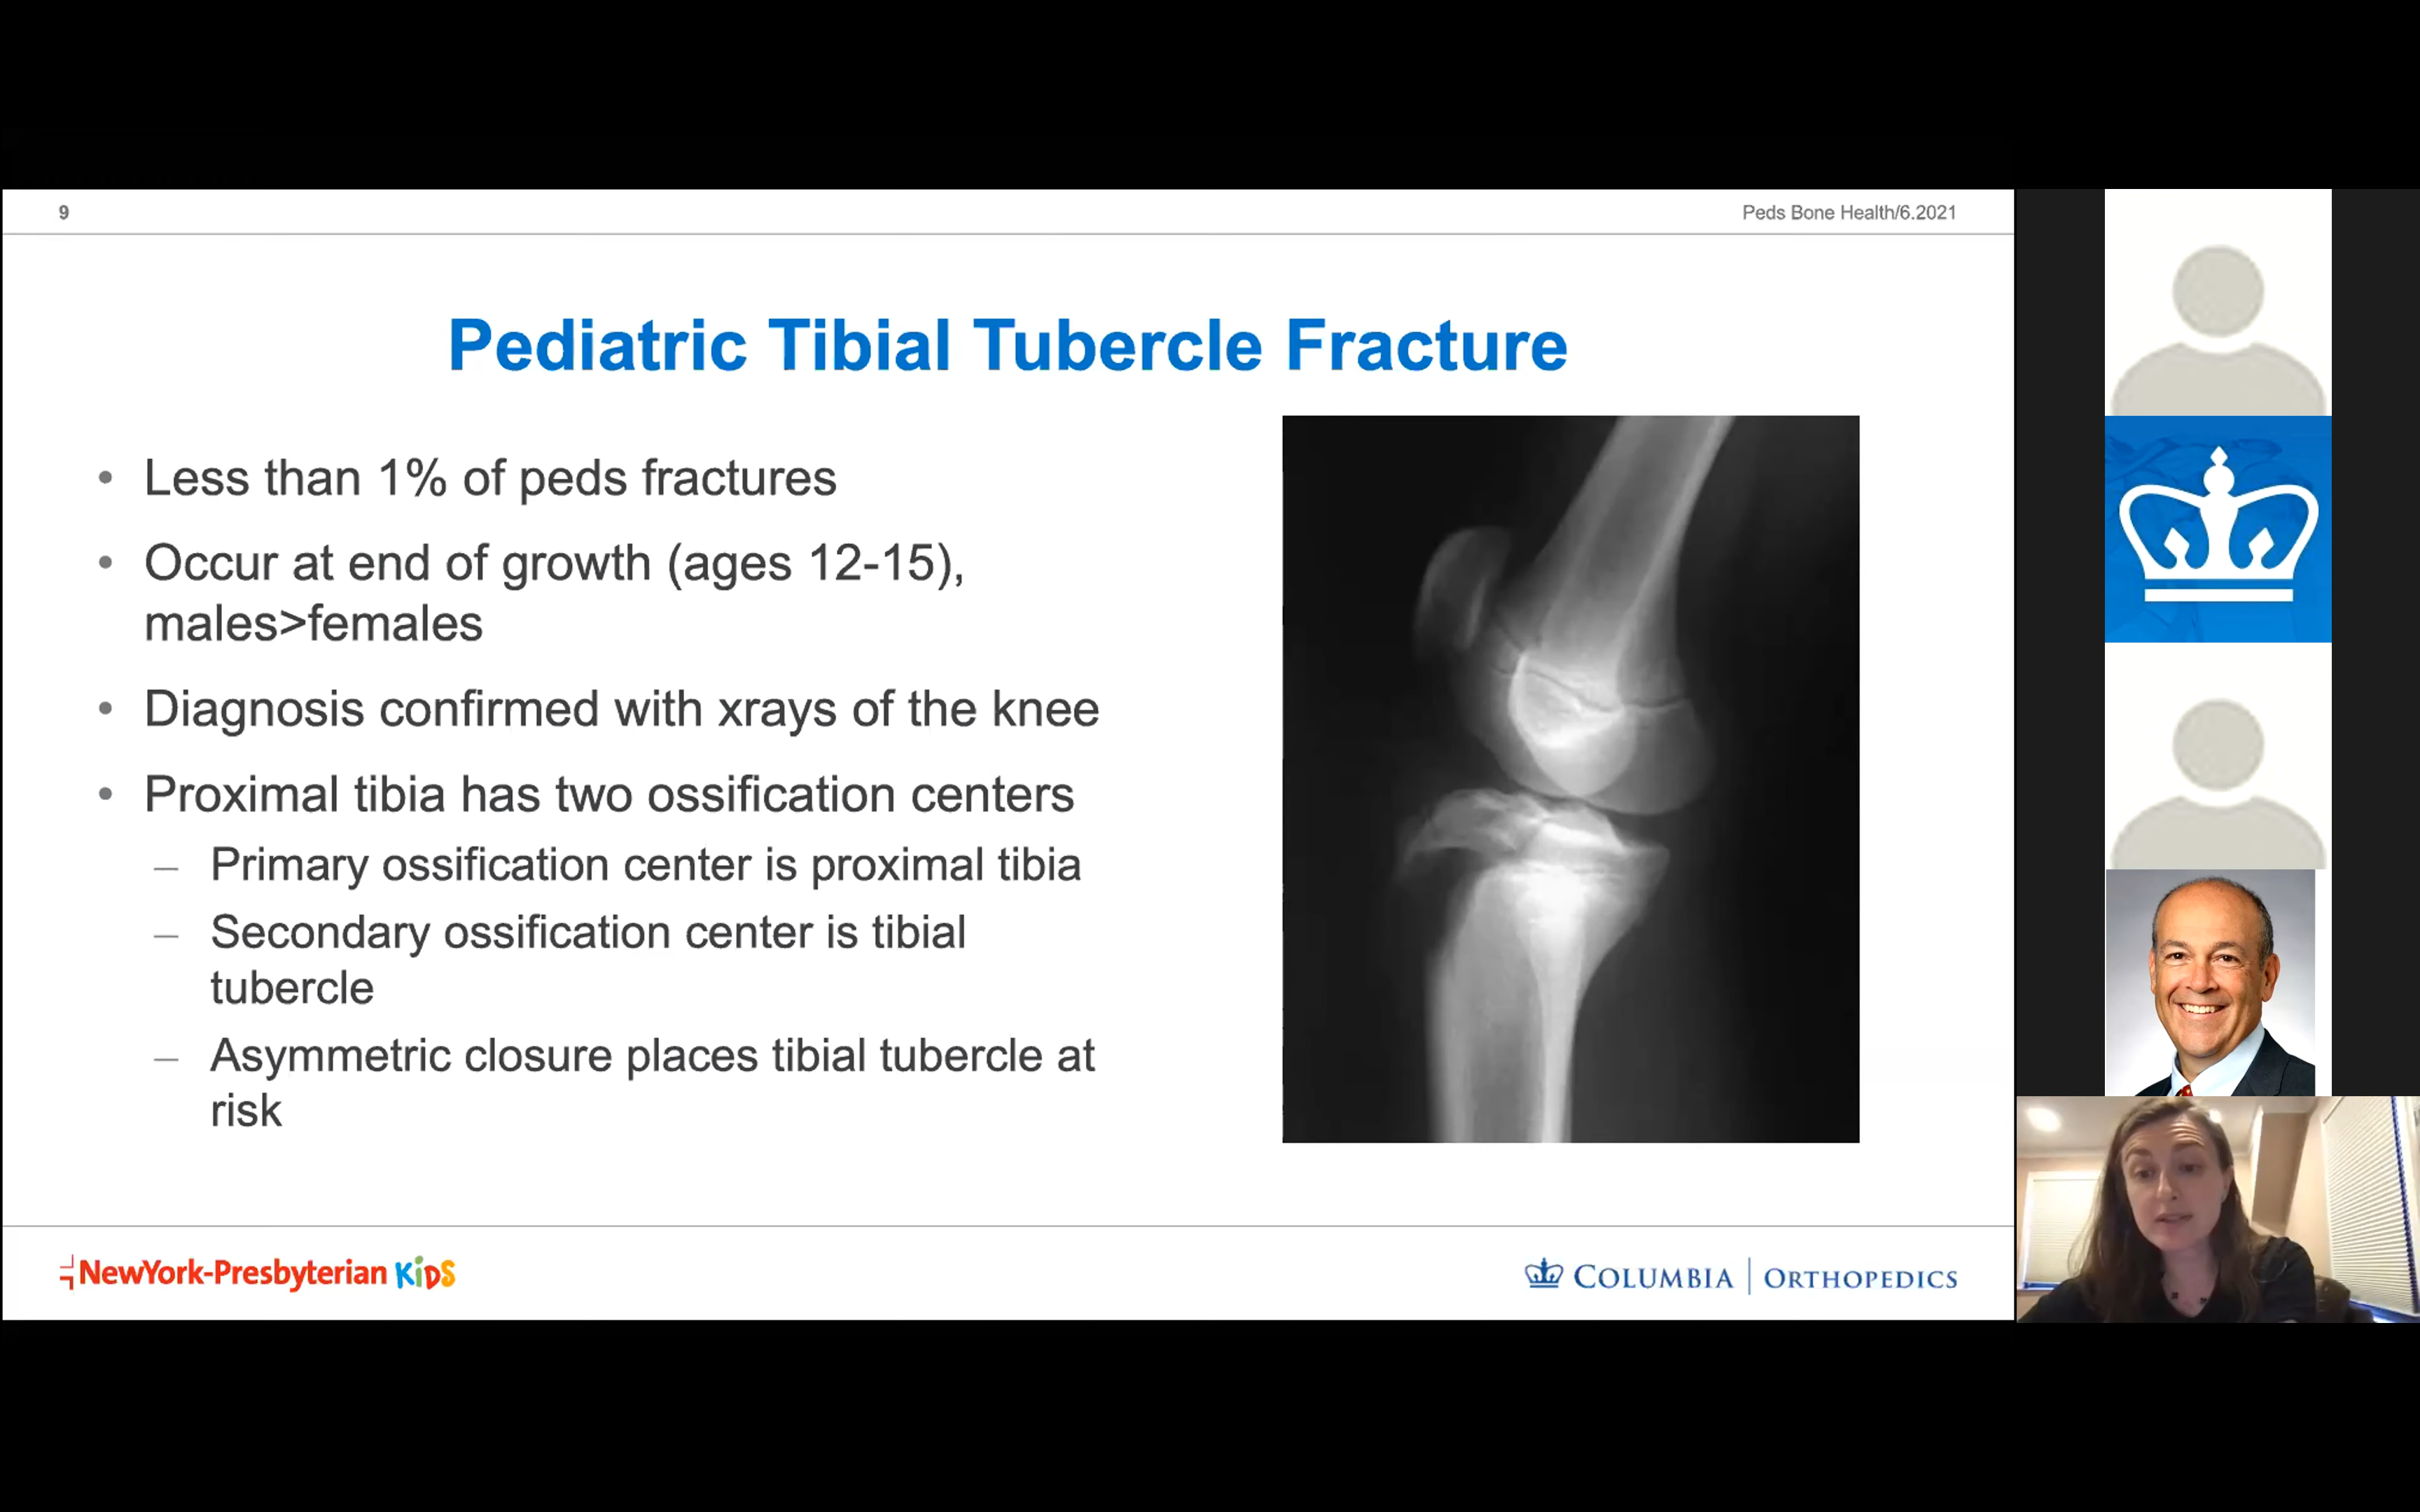 9
Peds Bone Health/6.2021
Pediatric Tibial Tubercle Fracture
• Less than 1% of peds fractures
• Occur at end of growth (ages 12-15),
males>females
• Diagnosis confirmed with xrays of the knee
• Proximal tibia has two ossification centers
– Primary ossification center is proximal tibia
– Secondary ossification center is tibial
tubercle
– Asymmetric closure places tibial tubercle at
risk
NewYork-Presbyterian KiDS
COLUMBIA | ORTHOPEDICS